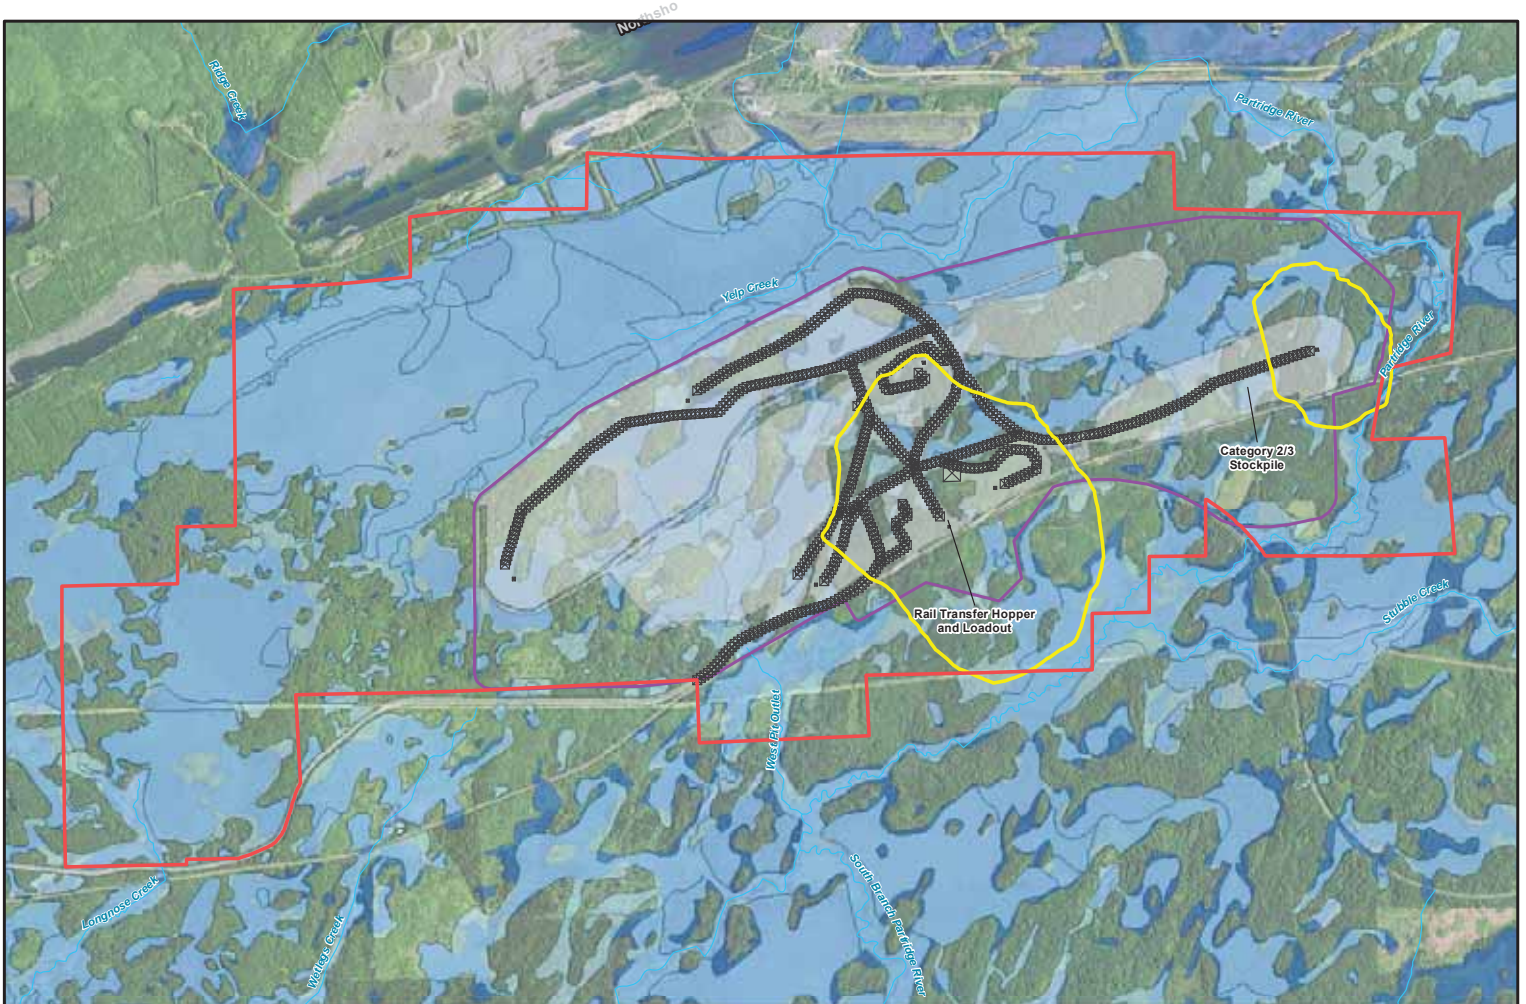 Northsho
Ridge Creek
Partridge River
Yelp Creek
Partridge River
Category 2/3
Stockpile
Stubble Creek
Rail Transfer Hopper
and Loadout
West Pit Outlet
South Branch Partridge River
Longnose Creek
Wetlegs Creek